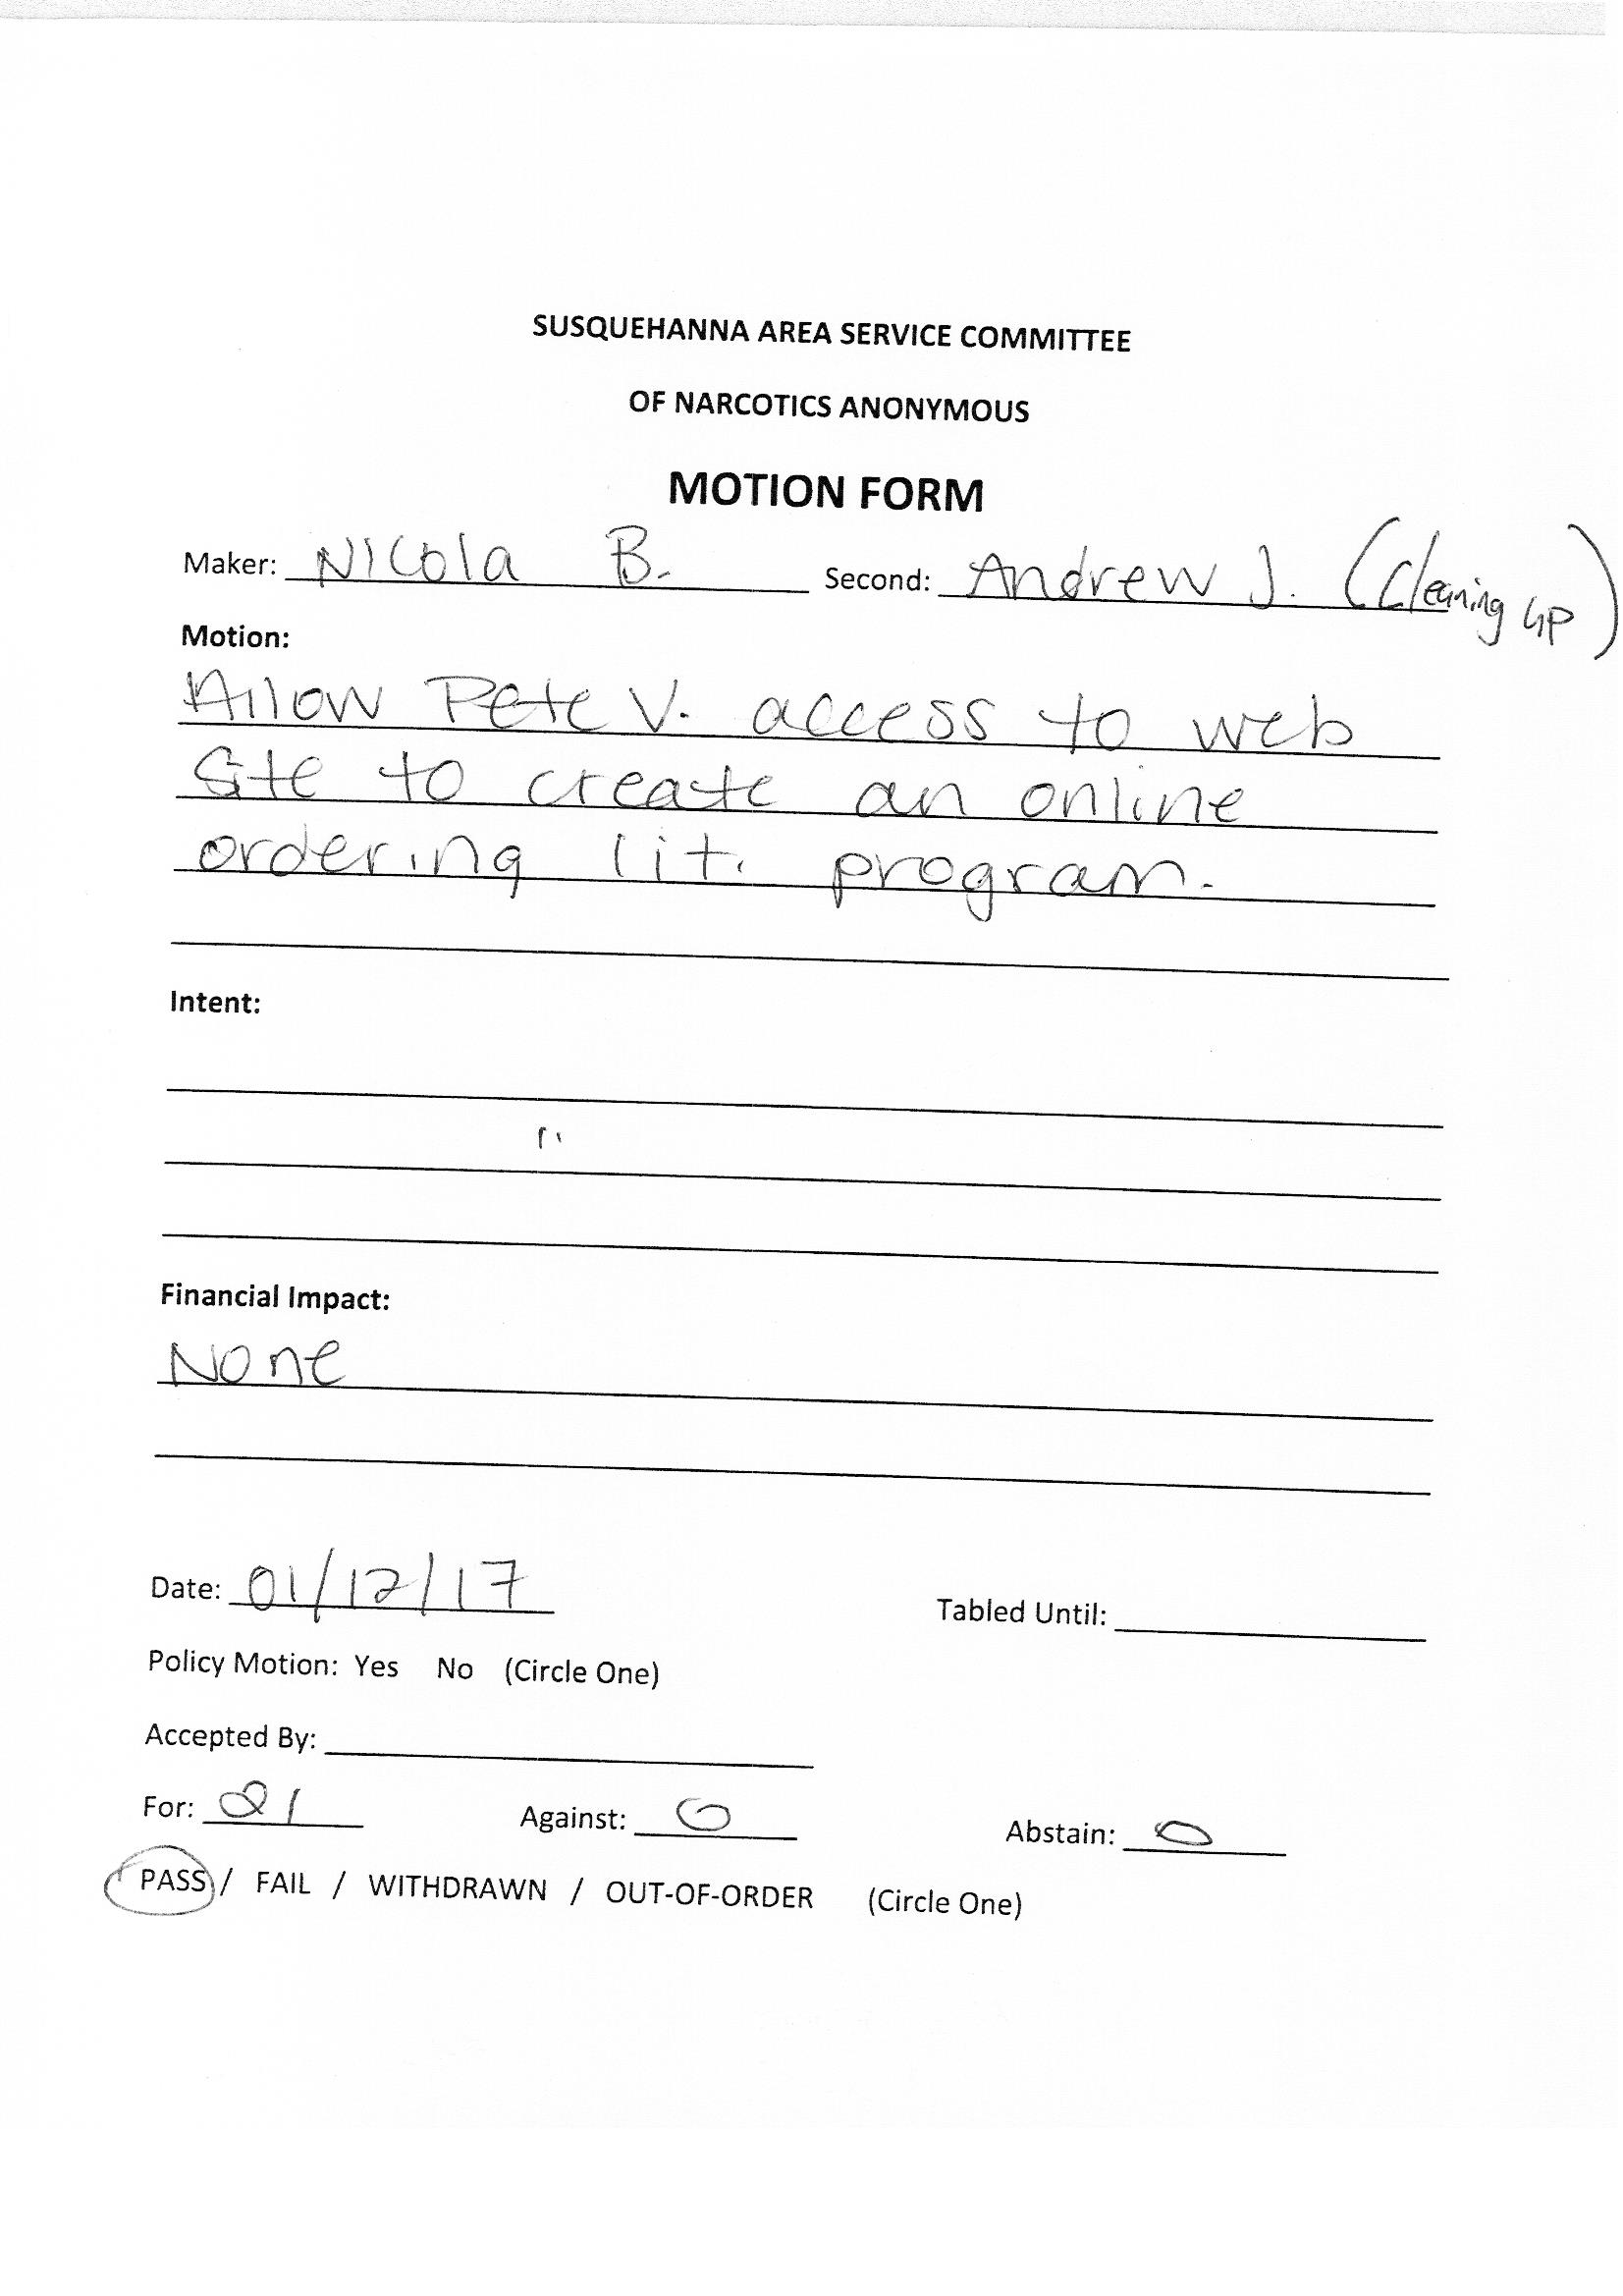 SUSQUEHANNA AREA SERVICE COMMITTEE
OF NARCOTICS ANONYMOUS
MOTION FORM
Maker: Nicola B. Second: Andrew J. (Cleaning up)
Motion:
Allow Pete V. access to web
Site to create an online
ordering lit. program.
Intent:
Financial Impact:
None
Date: 01/12/17 Tabled Until:
Policy Motion: Yes No (Circle One)
Accepted By:
For: 21 Against: 0 Abstain: 0
PASS / FAIL / WITHDRAWN / OUT-OF-ORDER (Circle One)